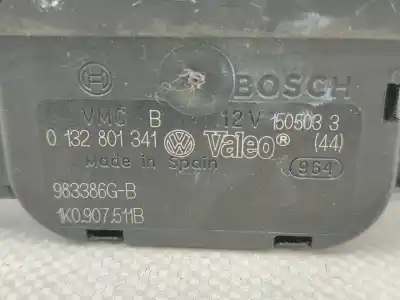 BOSCH
VMC B 12V 150503 3
0 132 801 341 Valeo® (44)
Made in Spain 964
983386G-B
1K0.907.511B